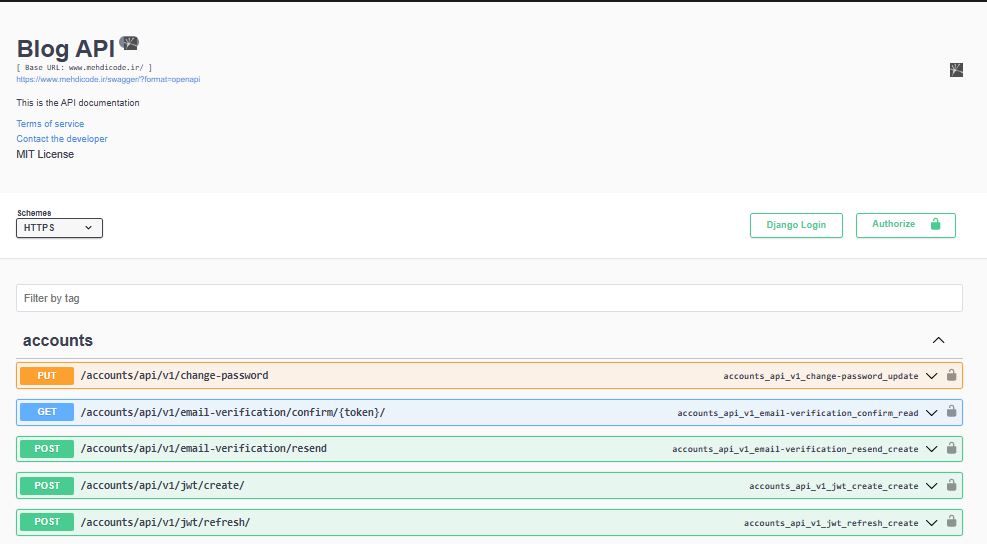 Blog API
[ Base URL: www.mehdicode.ir/ ]
https://www.mehdicode.ir/swagger/?format=openapi
This is the API documentation
Terms of service
Contact the developer
MIT License
Schemes
HTTPS
Django Login
Authorize
Filter by tag
accounts
PUT /accounts/api/v1/change-password accounts_api_v1_change-password_update
GET /accounts/api/v1/email-verification/confirm/{token}/ accounts_api_v1_email-verification_confirm_read
POST /accounts/api/v1/email-verification/resend accounts_api_v1_email-verification_resend_create
POST /accounts/api/v1/jwt/create/ accounts_api_v1_jwt_create_create
POST /accounts/api/v1/jwt/refresh/ accounts_api_v1_jwt_refresh_create